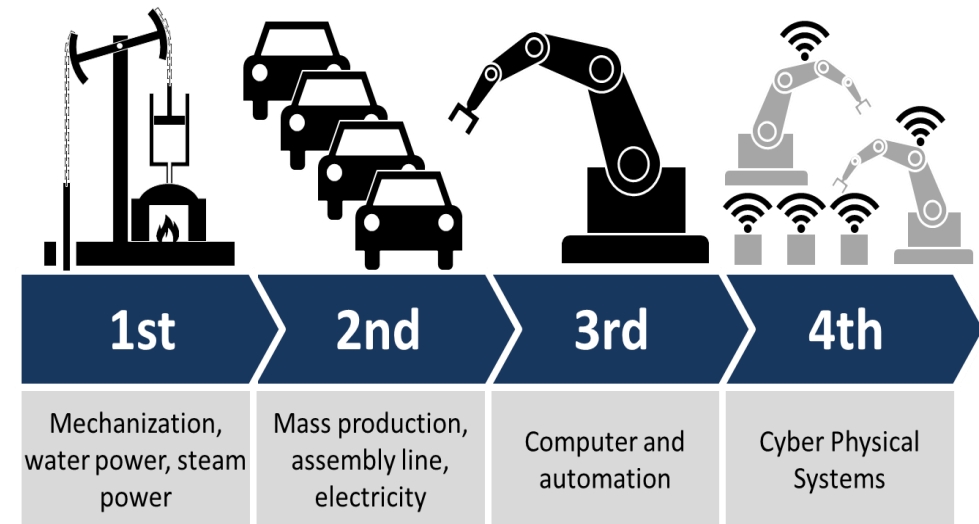 1st
2nd
3rd
4th
Mechanization,
water power, steam
power
Mass production,
assembly line,
electricity
Computer and
automation
Cyber Physical
Systems